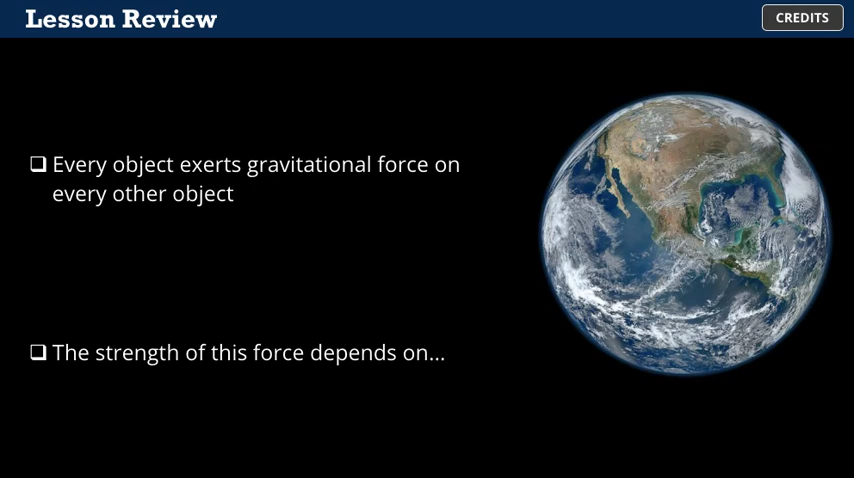 Lesson Review
CREDITS
❑ Every object exerts gravitational force on
every other object
❑ The strength of this force depends on...